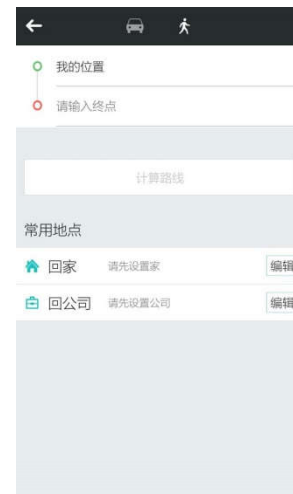 我的位置
请输入终点
计算路线
常用地点
回家 请先设置家 编辑
回公司 请先设置公司 编辑